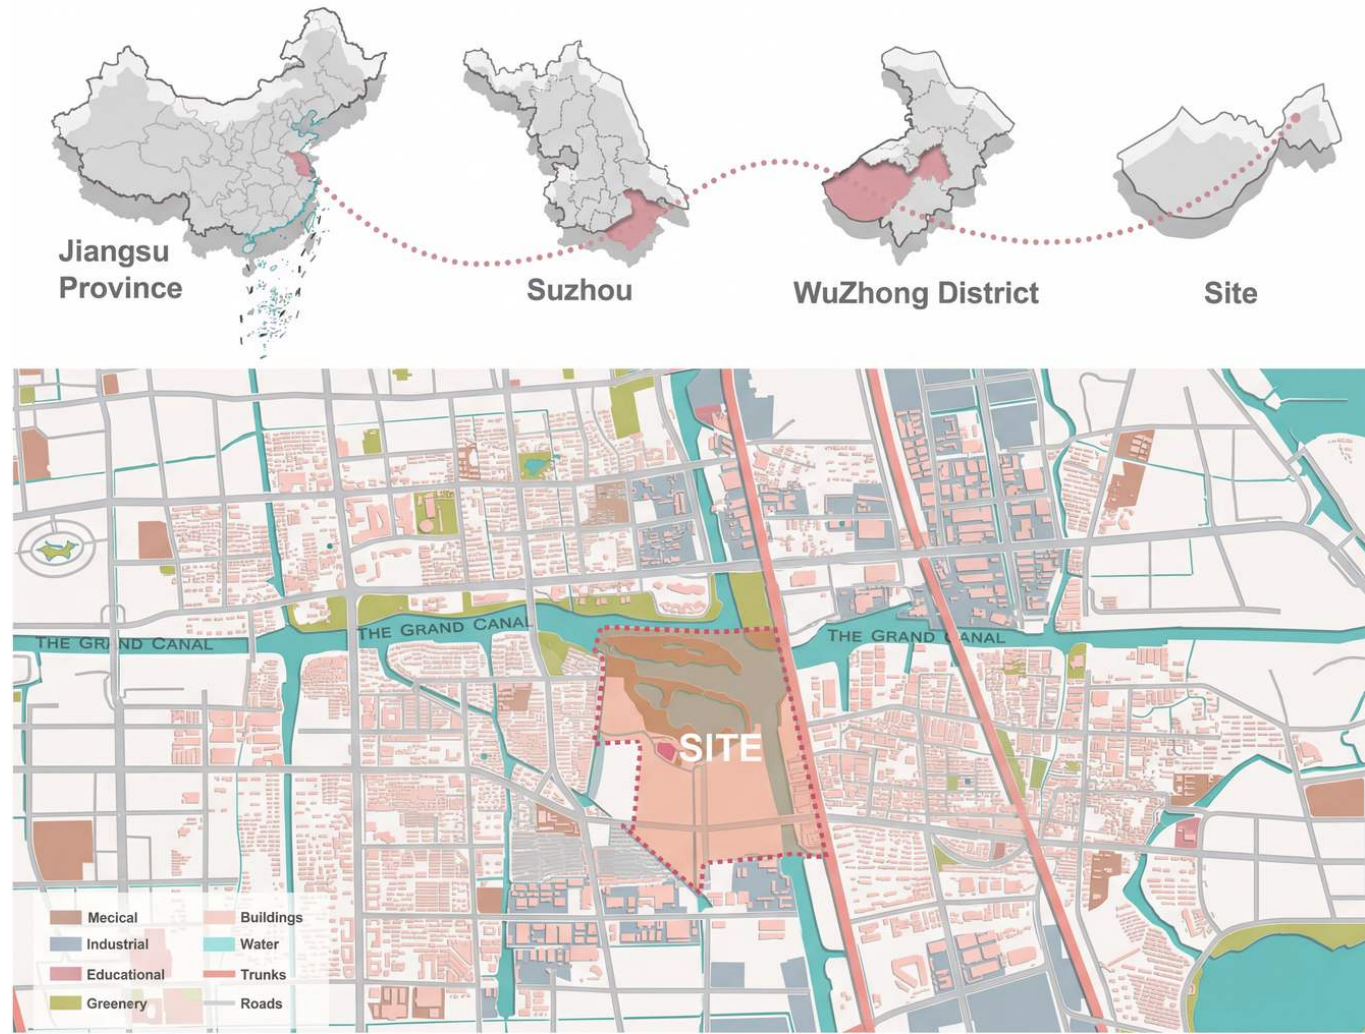 Jiangsu
Province
Suzhou
WuZhong District
Site
THE GRAND CANAL
THE GRAND CANAL
THE GRAND CANAL
SITE
Mecical
Buildings
Industrial
Water
Educational
Trunks
Greenery
Roads